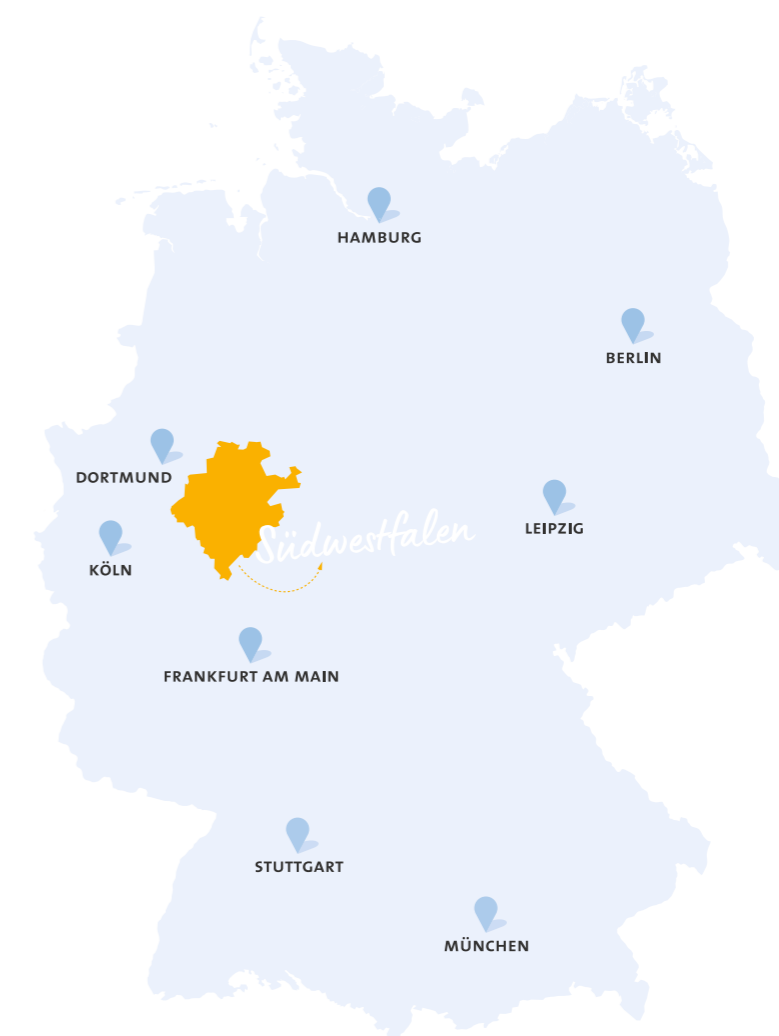 HAMBURG
BERLIN
DORTMUND
Südwestfalen
LEIPZIG
KÖLN
FRANKFURT AM MAIN
STUTTGART
MÜNCHEN